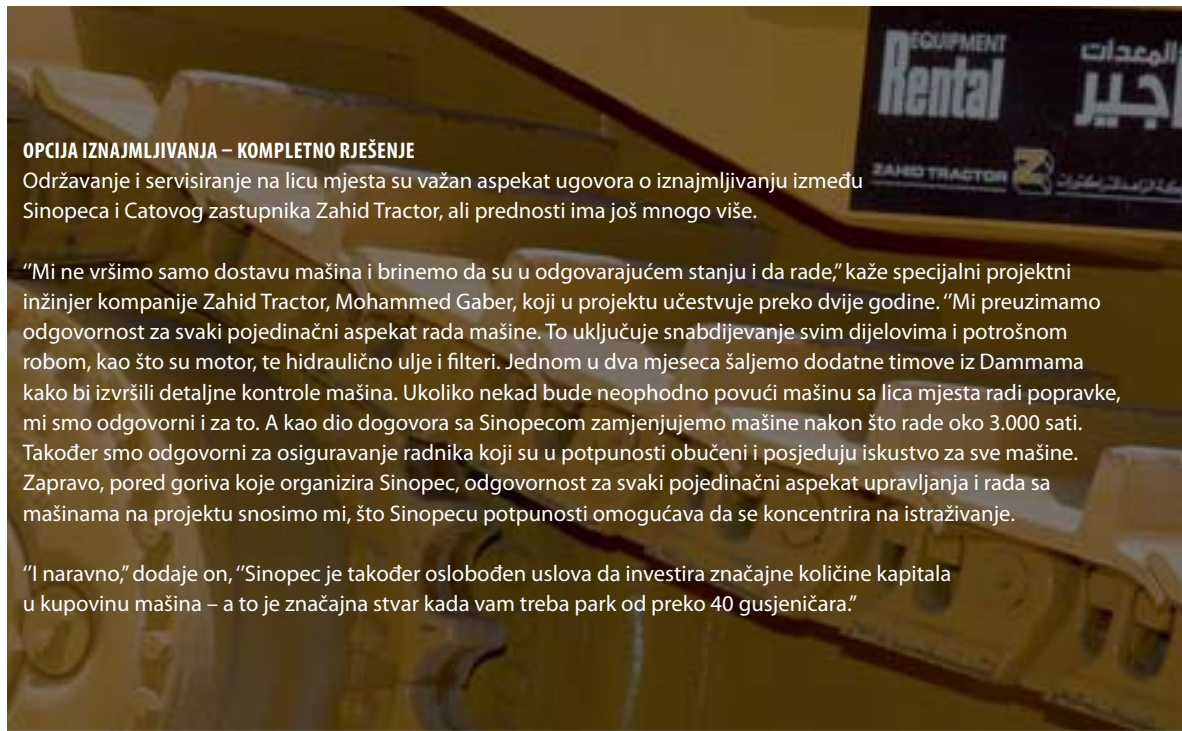 EQUIPMENT
Rental
المعدات
ZAHID TRACTOR
OPCIJA IZNAJMLJIVANJA – KOMPLETNO RJEŠENJE
Održavanje i servisiranje na licu mjesta su važan aspekat ugovora o iznajmljivanju između
Sinopeca i Catovog zastupnika Zahid Tractor, ali prednosti ima još mnogo više.
‘’Mi ne vršimo samo dostavu mašina i brinemo da su u odgovarajućem stanju i da rade,’’ kaže specijalni projektni
inžinjer kompanije Zahid Tractor, Mohammed Gaber, koji u projektu učestvuje preko dvije godine. ‘’Mi preuzimamo
odgovornost za svaki pojedinačni aspekat rada mašine. To uključuje snabdijevanje svim dijelovima i potrošnom
robom, kao što su motor, te hidraulično ulje i filteri. Jednom u dva mjeseca šaljemo dodatne timove iz Dammama
kako bi izvršili detaljne kontrole mašina. Ukoliko nekad bude neophodno povući mašinu sa lica mjesta radi popravke,
mi smo odgovorni i za to. A kao dio dogovora sa Sinopecom zamjenjujemo mašine nakon što rade oko 3.000 sati.
Također smo odgovorni za osiguravanje radnika koji su u potpunosti obučeni i posjeduju iskustvo za sve mašine.
Zapravo, pored goriva koje organizira Sinopec, odgovornost za svaki pojedinačni aspekat upravljanja i rada sa
mašinama na projektu snosimo mi, što Sinopecu potpunosti omogućava da se koncentrira na istraživanje.
‘’I naravno,’’ dodaje on, ‘’Sinopec je također oslobođen uslova da investira značajne količine kapitala
u kupovinu mašina – a to je značajna stvar kada vam treba park od preko 40 gusjeničara.’’